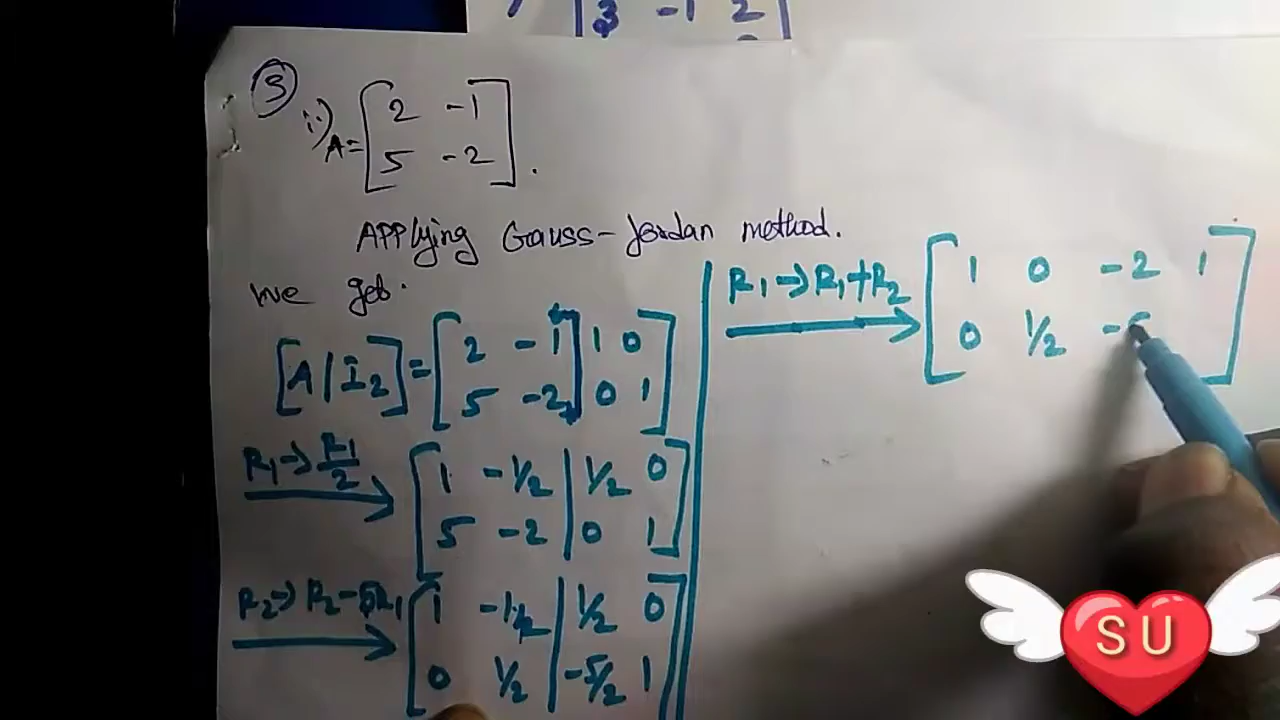 3 -1 2
③ i) A = [2 -1
5 -2].
Applying Gauss-Jordan method.
we get.
[A | I₂] = [2 -1 | 1 0
5 -2 | 0 1]
R₁→R₁/2 [1 -1/2 | 1/2 0
5 -2 | 0 1]
R₂→R₂-5R₁ [1 -1/2 | 1/2 0
0 1/2 | -5/2 1]
R₁→R₁+R₂ [1 0 -2 1
0 1/2 -]
SU